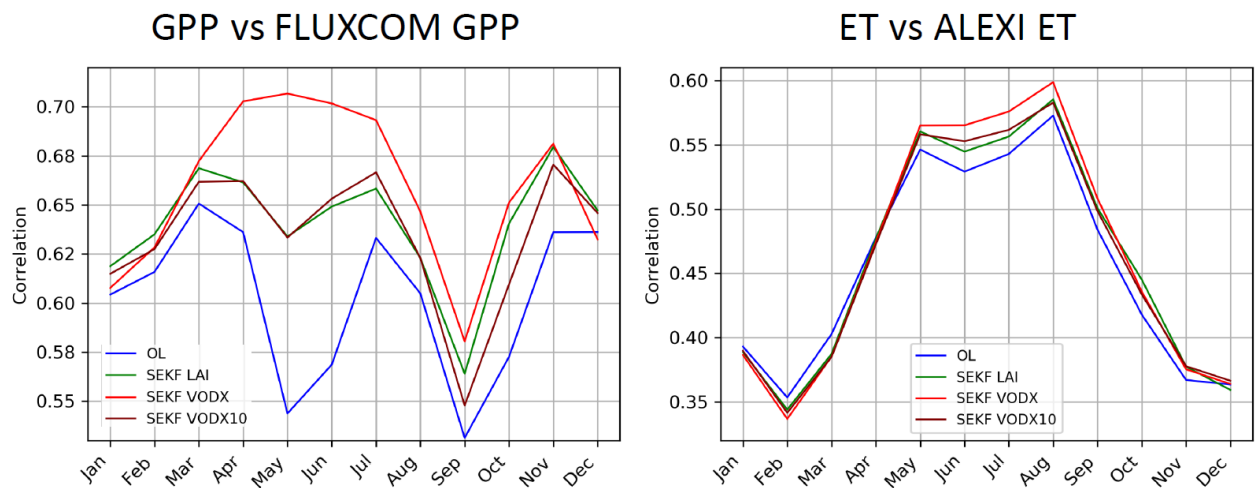 GPP vs FLUXCOM GPP
Correlation
0.70
0.68
0.65
0.62
0.60
0.58
0.55
OL
SEKF LAI
SEKF VODX
SEKF VODX10
Jan
Feb
Mar
Apr
May
Jun
Jul
Aug
Sep
Oct
Nov
Dec
ET vs ALEXI ET
Correlation
0.60
0.55
0.50
0.45
0.40
0.35
OL
SEKF LAI
SEKF VODX
SEKF VODX10
Jan
Feb
Mar
Apr
May
Jun
Jul
Aug
Sep
Oct
Nov
Dec